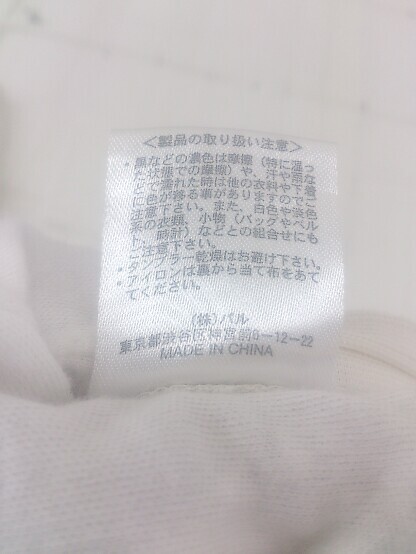 ＜製品の取り扱い注意＞
・黒などの濃色は摩擦（特に湿っ
た状態での摩擦）や、汗や雨な
どで濡れた時は他の衣料や下着
に色が移る事がありますのでご
注意下さい。また、白色や淡色
系の衣類、小物（バッグやベル
ト、時計）などとの組合せにも
ご注意下さい。
・タンブラー乾燥はお避け下さい。
・アイロンは裏から当て布をあて
てください。
（株）パル
東京都渋谷区神宮前6-12-22
MADE IN CHINA